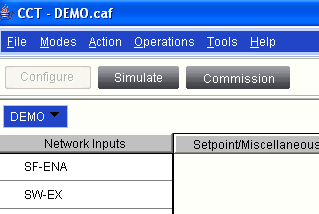 CCT - DEMO.caf
File Modes Action Operations Tools Help
Configure Simulate Commission
DEMO
Network Inputs Setpoint/Miscellaneous
SF-ENA
SW-EX